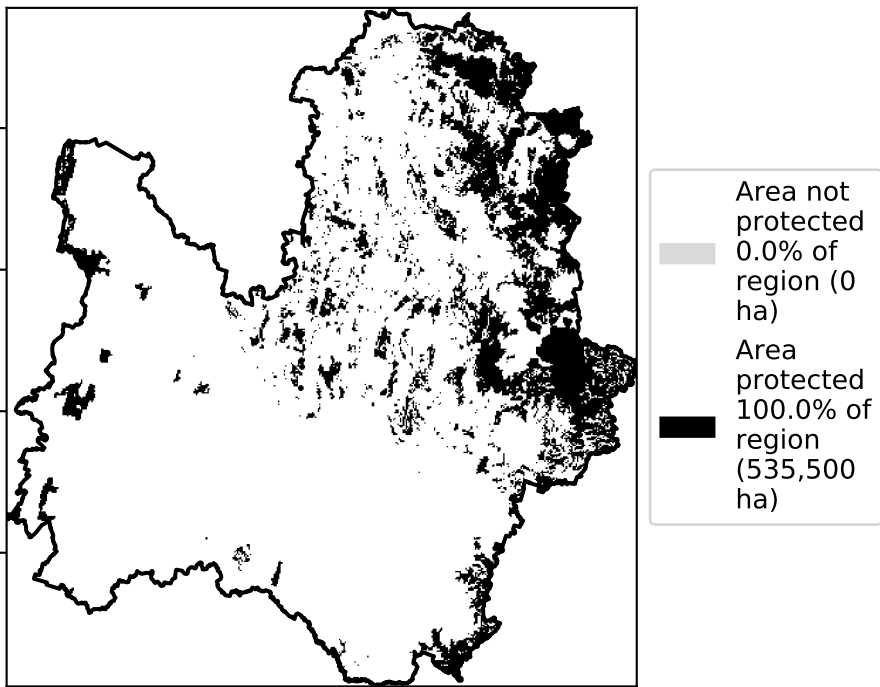 Area not
protected
0.0% of
region (0
ha)
Area
protected
100.0% of
region
(535,500
ha)